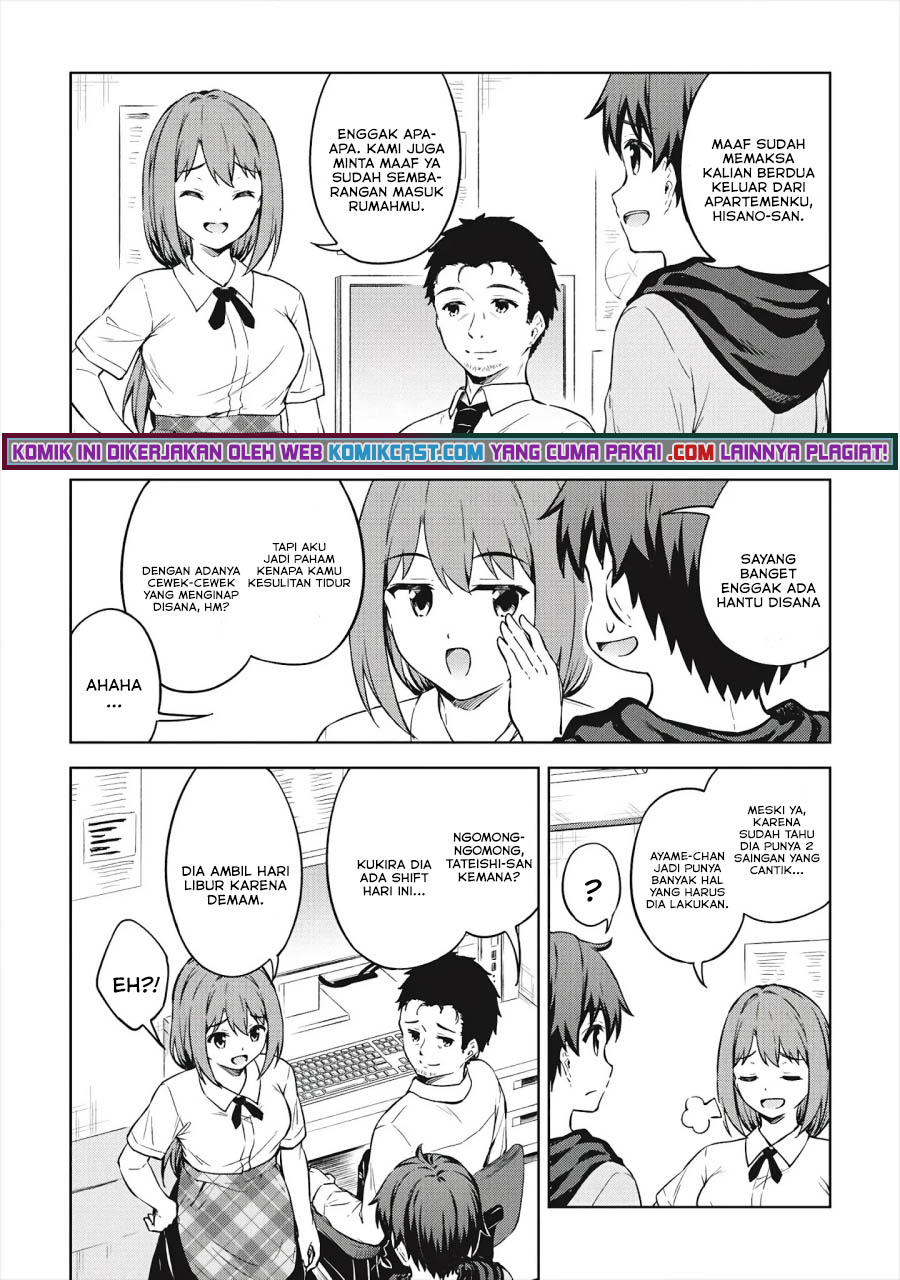 MAAF SUDAH
MEMAKSA
KALIAN BERDUA
KELUAR DARI
APARTEMENKU,
HISANO-SAN.
ENGGAK APA-
APA. KAMI JUGA
MINTA MAAF YA
SUDAH SEMBA-
RANGAN MASUK
RUMAHMU.
KOMIK INI DIKERJAKAN OLEH WEB KOMIKCAST.COM YANG CUMA PAKAI .COM LAINNYA PLAGIAT!
SAYANG
BANGET
ENGGAK ADA
HANTU DISANA
TAPI AKU
JADI PAHAM
KENAPA KAMU
KESULITAN TIDUR
DENGAN ADANYA
CEWEK-CEWEK
YANG MENGINAP
DISANA, HM?
AHAHA
...
MESKI YA,
KARENA
SUDAH TAHU
DIA PUNYA 2
SAINGAN YANG
CANTIK...
AYAME-CHAN
JADI PUNYA
BANYAK HAL
YANG HARUS
DIA LAKUKAN.
?
NGOMONG-
NGOMONG,
TATEISHI-SAN
KEMANA?
KUKIRA DIA
ADA SHIFT
HARI INI...
DIA AMBIL HARI
LIBUR KARENA
DEMAM.
EH?!